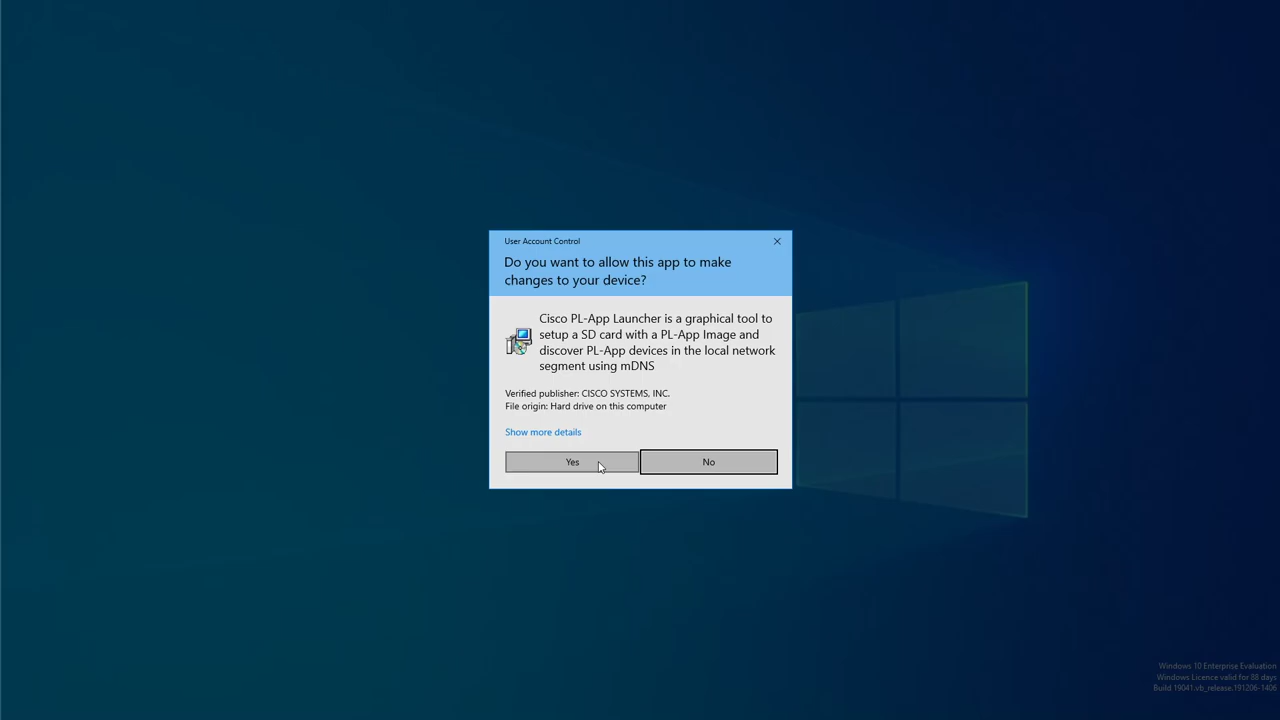 User Account Control
Do you want to allow this app to make
changes to your device?
Cisco PL-App Launcher is a graphical tool to
setup a SD card with a PL-App Image and
discover PL-App devices in the local network
segment using mDNS
Verified publisher: CISCO SYSTEMS, INC.
File origin: Hard drive on this computer
Show more details
Yes
No
Windows 10 Enterprise Evaluation
Windows Licence valid for 88 days
Build 19041.vb_release.191206-1406